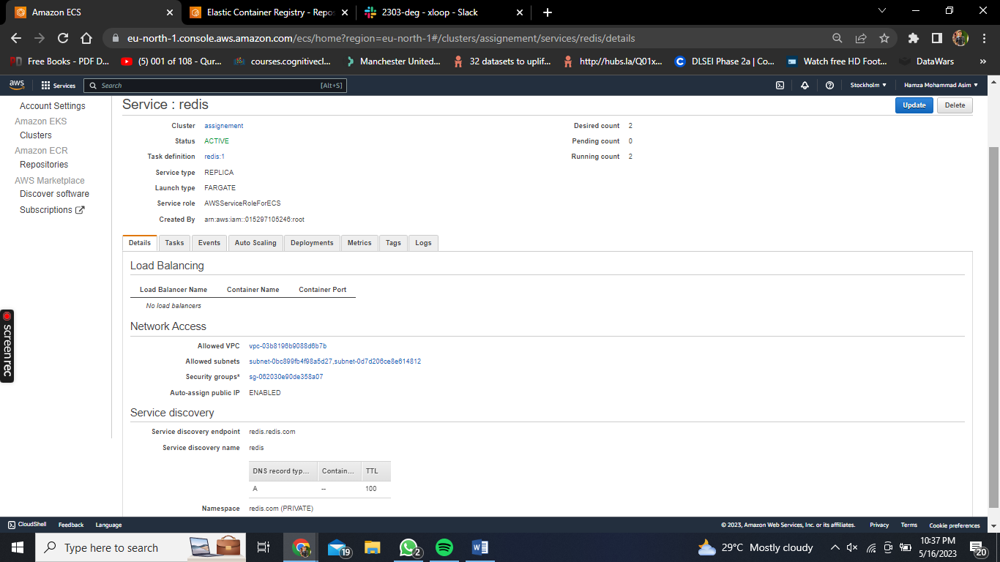 Amazon ECS
Elastic Container Registry - Repos
2303-deg - xloop - Slack
eu-north-1.console.aws.amazon.com/ecs/home?region=eu-north-1#/clusters/assignement/services/redis/details
Free Books - PDF D...
(5) 001 of 108 - Qur...
courses.cognitivecl...
Manchester United...
32 datasets to uplif...
http://hubs.la/Q01x...
DLSEI Phase 2a | Co...
Watch free HD Foot...
DataWars
»
aws
Services
Search
[Alt+S]
Stockholm
Hamza Mohammad Asim
Account Settings
Amazon EKS
Clusters
Amazon ECR
Repositories
AWS Marketplace
Discover software
Subscriptions
Service : redis
Update
Delete
Cluster assignement
Status ACTIVE
Task definition redis:1
Service type REPLICA
Launch type FARGATE
Service role AWSServiceRoleForECS
Created By arn:aws:iam::015297105246:root
Desired count 2
Pending count 0
Running count 2
Details Tasks Events Auto Scaling Deployments Metrics Tags Logs
Load Balancing
Load Balancer Name Container Name Container Port
No load balancers
Network Access
Allowed VPC vpc-03b8196b9088d6b7b
Allowed subnets subnet-0bc899fb4f98a5d27,subnet-0d7d206ce8e614812
Security groups* sg-062030e90de358a07
Auto-assign public IP ENABLED
Service discovery
Service discovery endpoint redis.redis.com
Service discovery name redis
DNS record typ... Contain... TTL
A -- 100
Namespace redis.com (PRIVATE)
screenrec
CloudShell Feedback Language
© 2023, Amazon Web Services, Inc. or its affiliates. Privacy Terms Cookie preferences
Type here to search
19
2
29°C Mostly cloudy
10:37 PM
5/16/2023
20